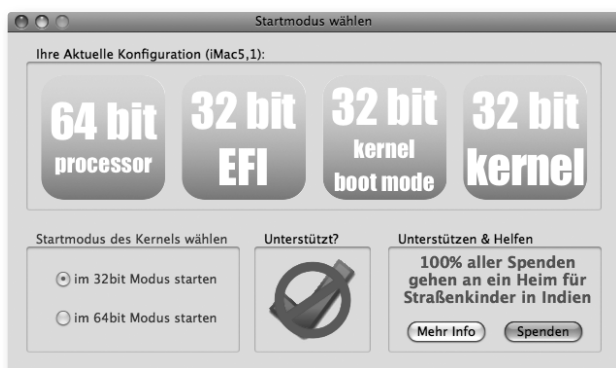 Startmodus wählen
Ihre Aktuelle Konfiguration (iMac5,1):
64 bit
processor
32 bit
EFI
32 bit
kernel
boot mode
32 bit
kernel
Startmodus des Kernels wählen
im 32bit Modus starten
im 64bit Modus starten
Unterstützt?
Unterstützen & Helfen
100% aller Spenden
gehen an ein Heim für
Straßenkinder in Indien
Mehr Info
Spenden